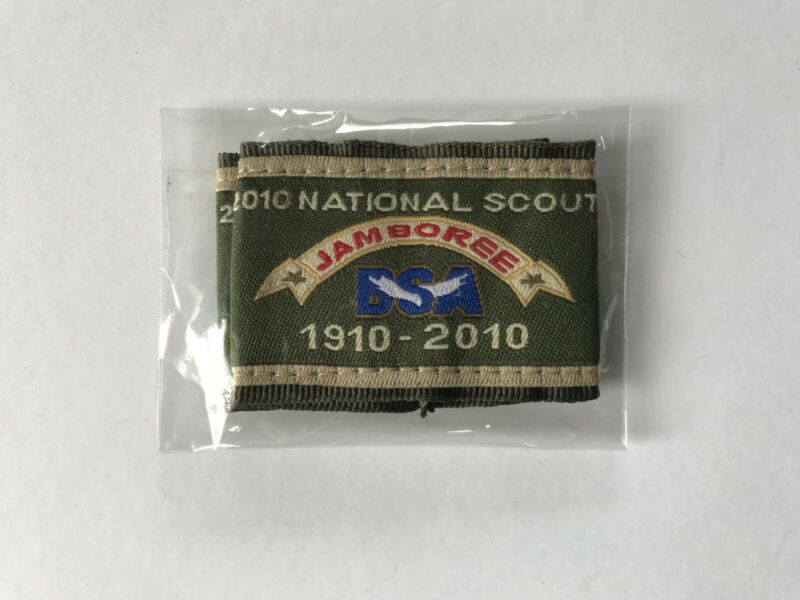 2010 NATIONAL SCOUT
JAMBOREE
BSA
1910 - 2010